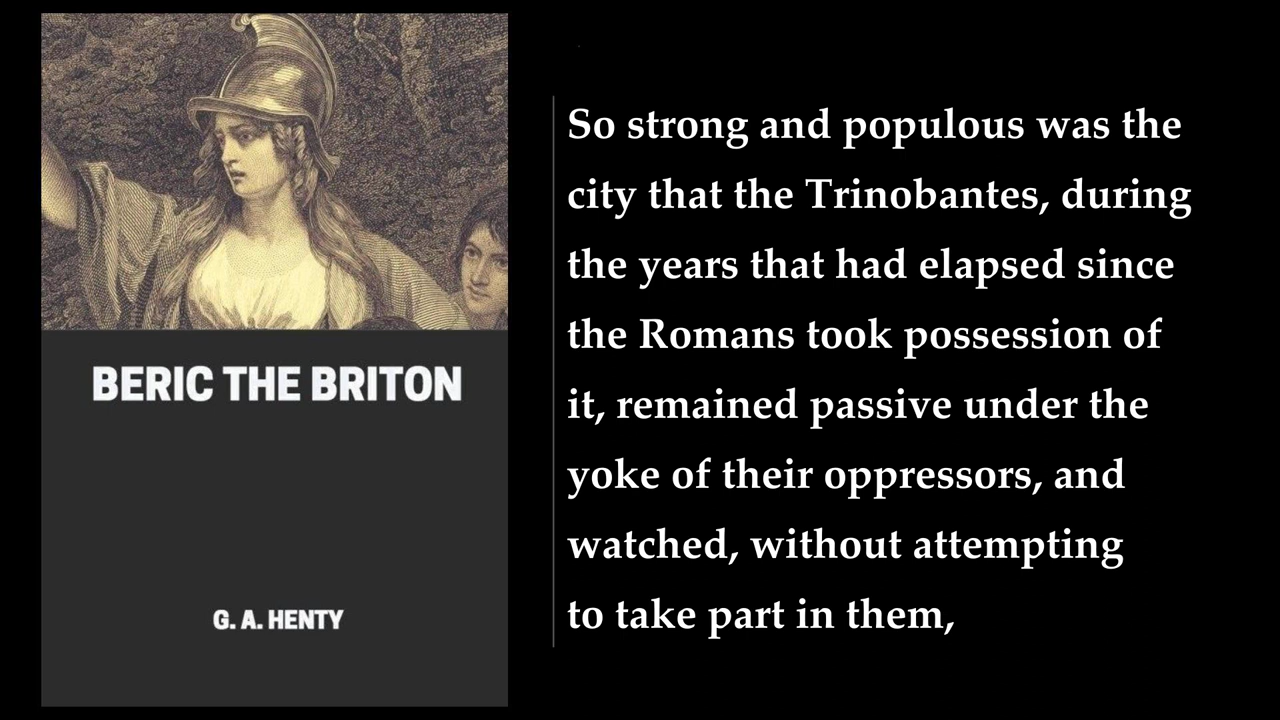 BERIC THE BRITON
G. A. HENTY
So strong and populous was the
city that the Trinobantes, during
the years that had elapsed since
the Romans took possession of
it, remained passive under the
yoke of their oppressors, and
watched, without attempting
to take part in them,